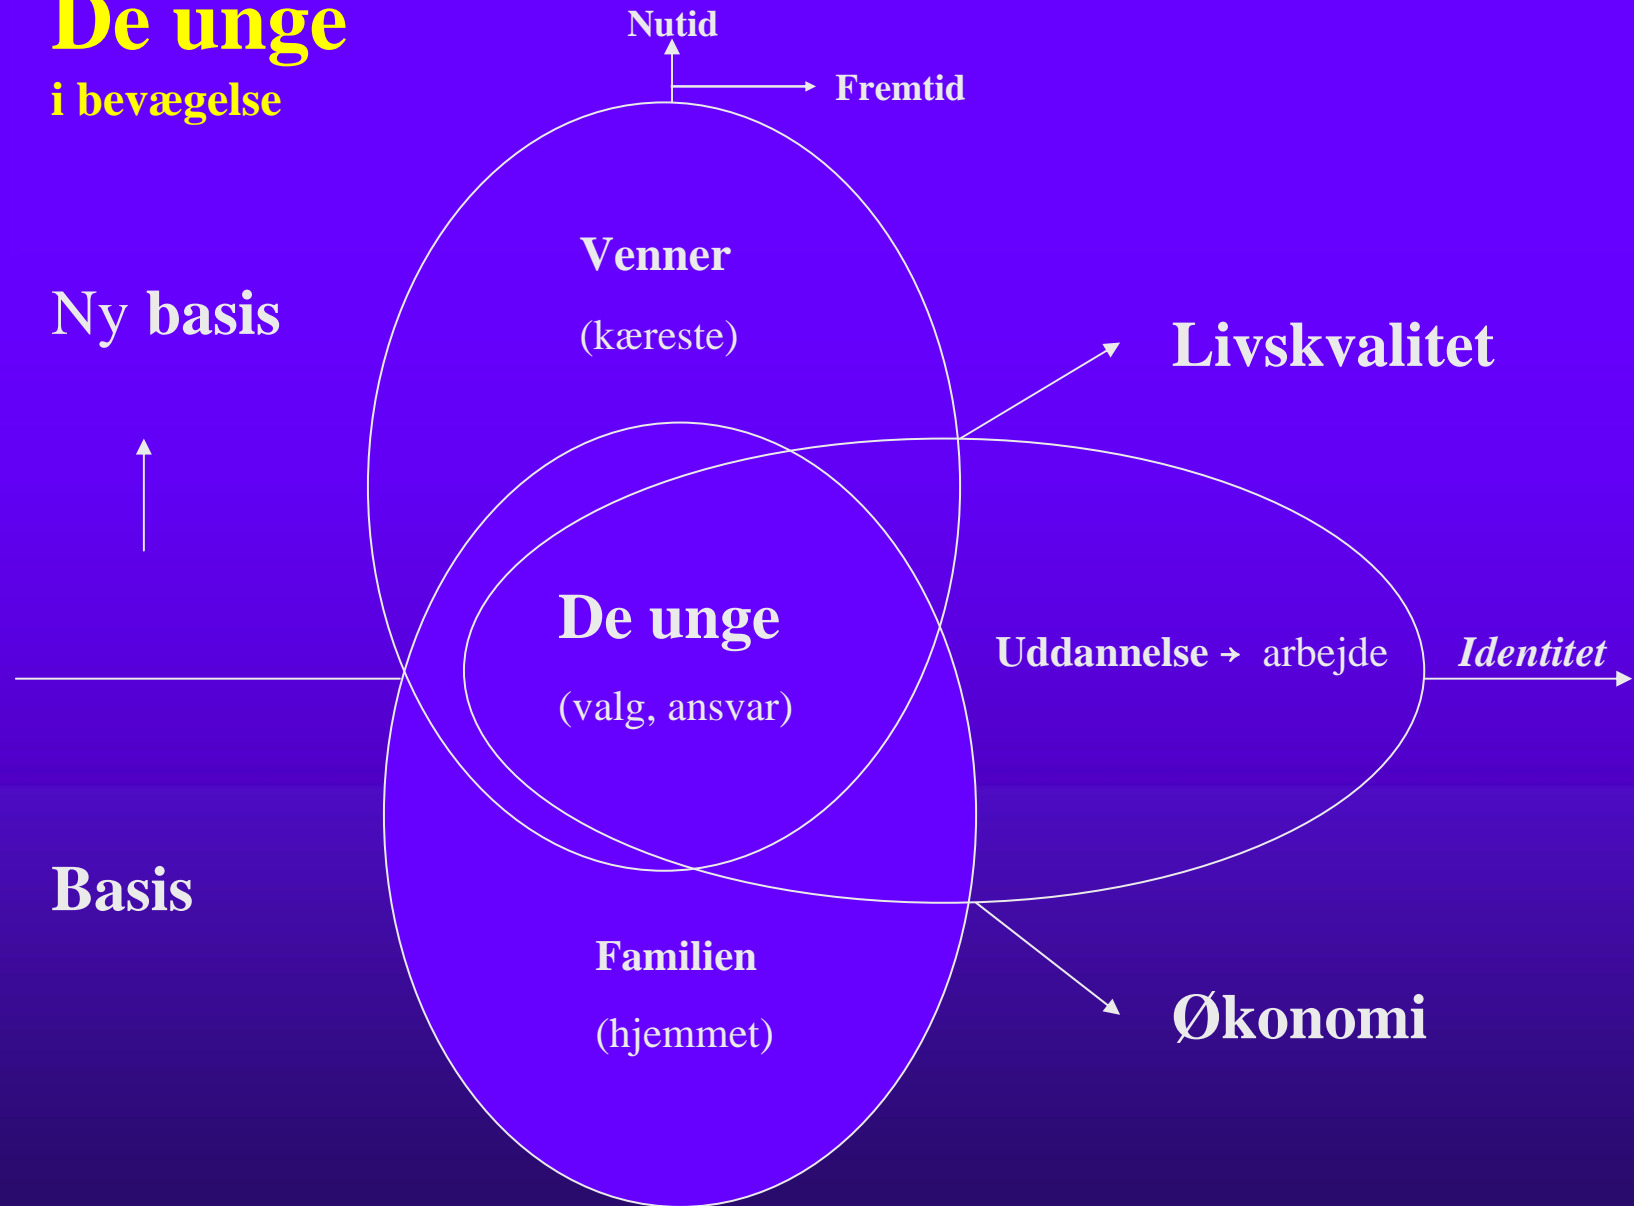 De unge
i bevægelse
Nutid
Fremtid
Venner
(kæreste)
Ny basis
Livskvalitet
De unge
(valg, ansvar)
Uddannelse → arbejde
Identitet
Basis
Familien
(hjemmet)
Økonomi